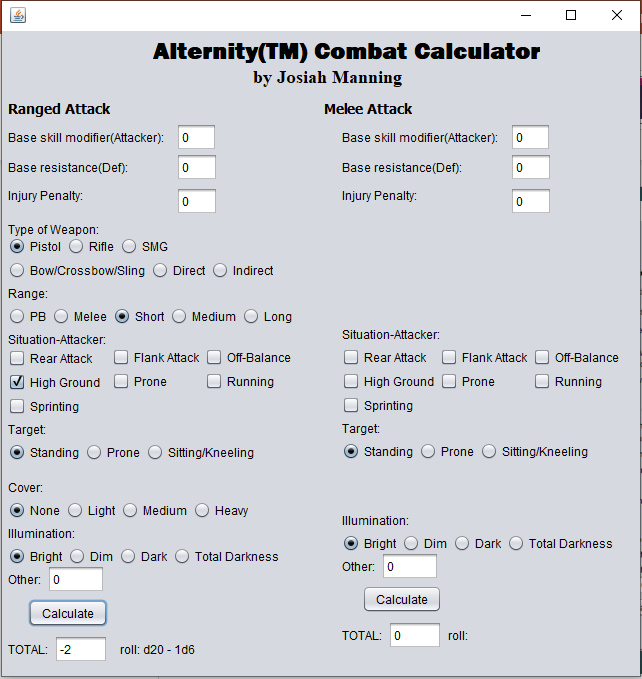 Alternity(TM) Combat Calculator
by Josiah Manning
Ranged Attack
Base skill modifier(Attacker): 0
Base resistance(Def): 0
Injury Penalty: 0
Type of Weapon:
Pistol Rifle SMG
Bow/Crossbow/Sling Direct Indirect
Range:
PB Melee Short Medium Long
Situation-Attacker:
Rear Attack Flank Attack Off-Balance
High Ground Prone Running
Sprinting
Target:
Standing Prone Sitting/Kneeling
Cover:
None Light Medium Heavy
Illumination:
Bright Dim Dark Total Darkness
Other: 0
Calculate
TOTAL: -2 roll: d20 - 1d6
Melee Attack
Base skill modifier(Attacker): 0
Base resistance(Def): 0
Injury Penalty: 0
Situation-Attacker:
Rear Attack Flank Attack Off-Balance
High Ground Prone Running
Sprinting
Target:
Standing Prone Sitting/Kneeling
Illumination:
Bright Dim Dark Total Darkness
Other: 0
Calculate
TOTAL: 0 roll: